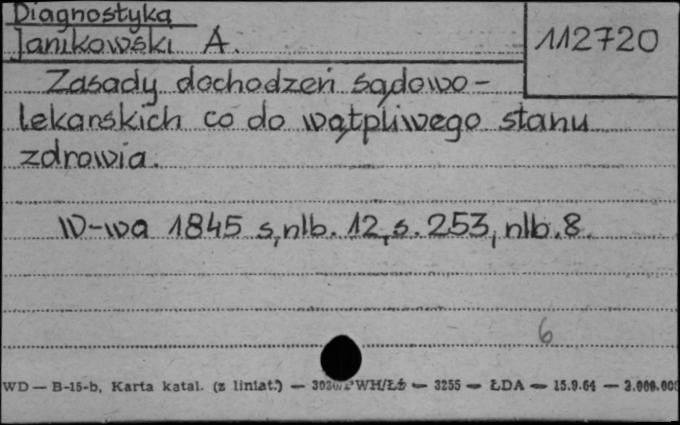 Diagnostyka
Janikowski A.
112720
Zasady dochodzeń sądowo-
lekarskich co do wątpliwego stanu
zdrowia.
W-wa 1845 s,nlb. 12,s. 253, nlb.8.
6
WD — B-15-b, Karta katal. (z liniat.) — WH/Łż — 3255 — ŁDA — 15.9.64 — 3.000.000